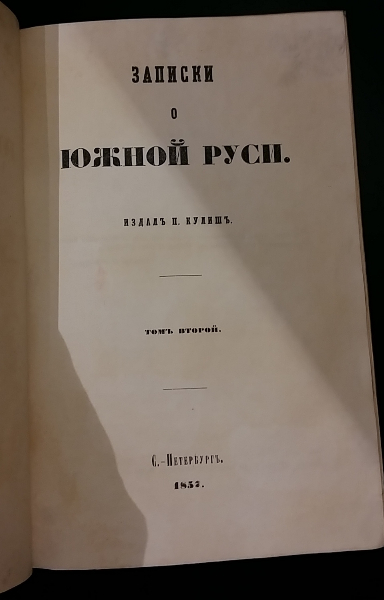 ЗАПИСКИ
О
ЮЖНОЙ РУСИ.
ИЗДАЛЪ П. КУЛИШЪ.
ТОМЪ ВТОРОЙ.
С.-ПЕТЕРБУРГЪ.
1857.